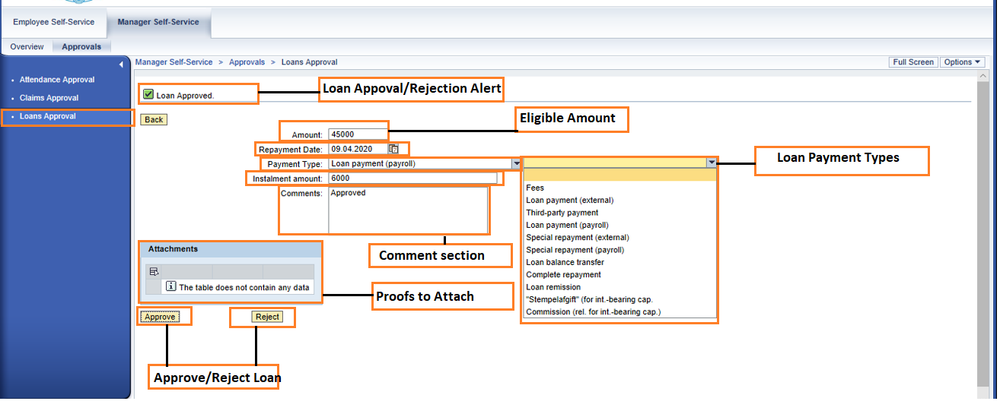 Employee Self-Service
Manager Self-Service
Overview
Approvals
Manager Self-Service > Approvals > Loans Approval
Full Screen
Options
• Attendance Approval
• Claims Approval
• Loans Approval
Loan Approved.
Loan Appoval/Rejection Alert
Back
Eligible Amount
Amount: 45000
Repayment Date: 09.04.2020
Payment Type: Loan payment (payroll)
Loan Payment Types
Instalment amount: 6000
Comments: Approved
Fees
Loan payment (external)
Third-party payment
Loan payment (payroll)
Special repayment (external)
Special repayment (payroll)
Loan balance transfer
Complete repayment
Loan remission
"Stempelafgift" (for int.-bearing cap.
Commission (rel. for int.-bearing cap.)
Comment section
Attachments
The table does not contain any data
Proofs to Attach
Approve
Reject
Approve/Reject Loan